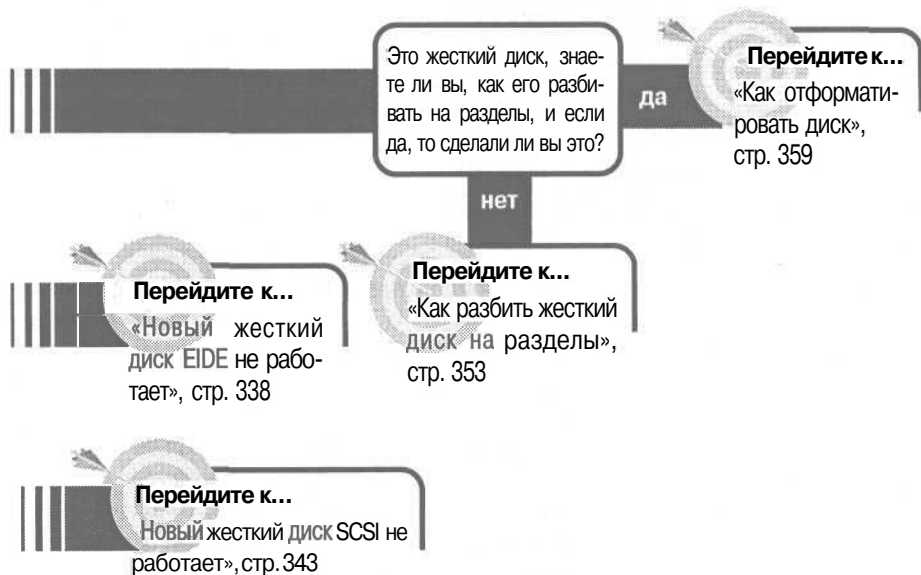 Это жесткий диск, знае-
те ли вы, как его разби-
вать на разделы, и если
да, то сделали ли вы это?
да
Перейдите к...
«Как отформати-
ровать диск»,
стр. 359
нет
Перейдите к...
«Новый жесткий
диск EIDE не рабо-
тает», стр. 338
Перейдите к...
«Как разбить жесткий
диск на разделы»,
стр. 353
Перейдите к...
Новый жесткий диск SCSI не
работает», стр. 343